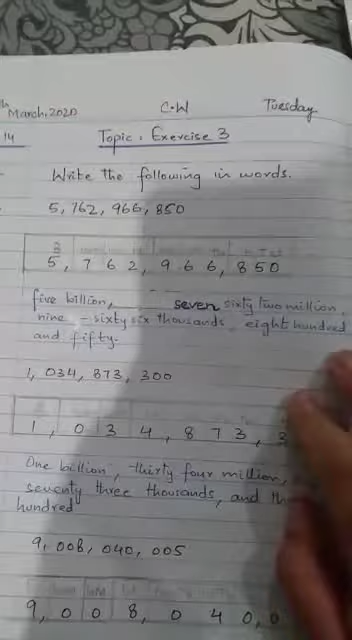 th March, 2020 C.W Tuesday
14 Topic: Exercise 3
Write the following in words.
5,762,966,850
5, 7 6 2, 9 6 6, 8 5 0
five billion, seven sixty two million,
nine - sixty six thousands, eight hundred
and fifty.
1,034,873,300
1, 0 3 4, 8 7 3, 3
One billion, thirty four million,
seventy three thousands, and th
hundred
9,008,040,005
9, 0 0 8, 0 4 0, 0